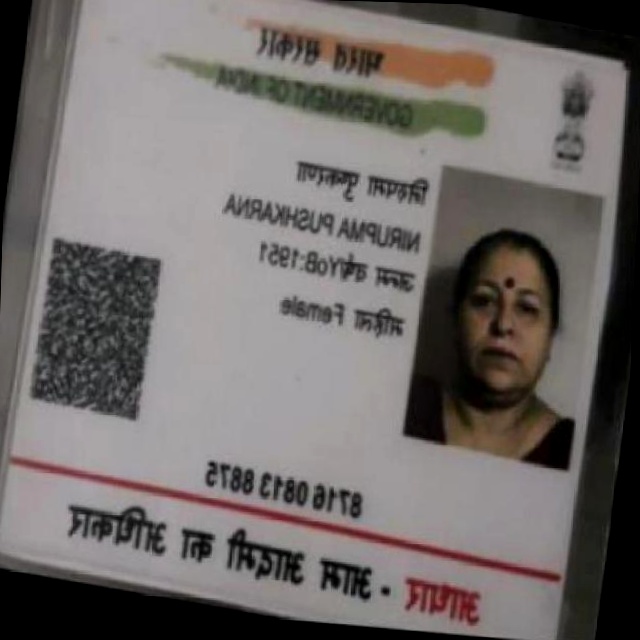 भारत सरकार
GOVERNMENT OF INDIA
निरुपमा पुष्करणा
NIRUPMA PUSHKARNA
जन्म वर्ष/YoB:1951
महिला Female
8716 0813 8875
आधार - आम आदमी का अधिकार